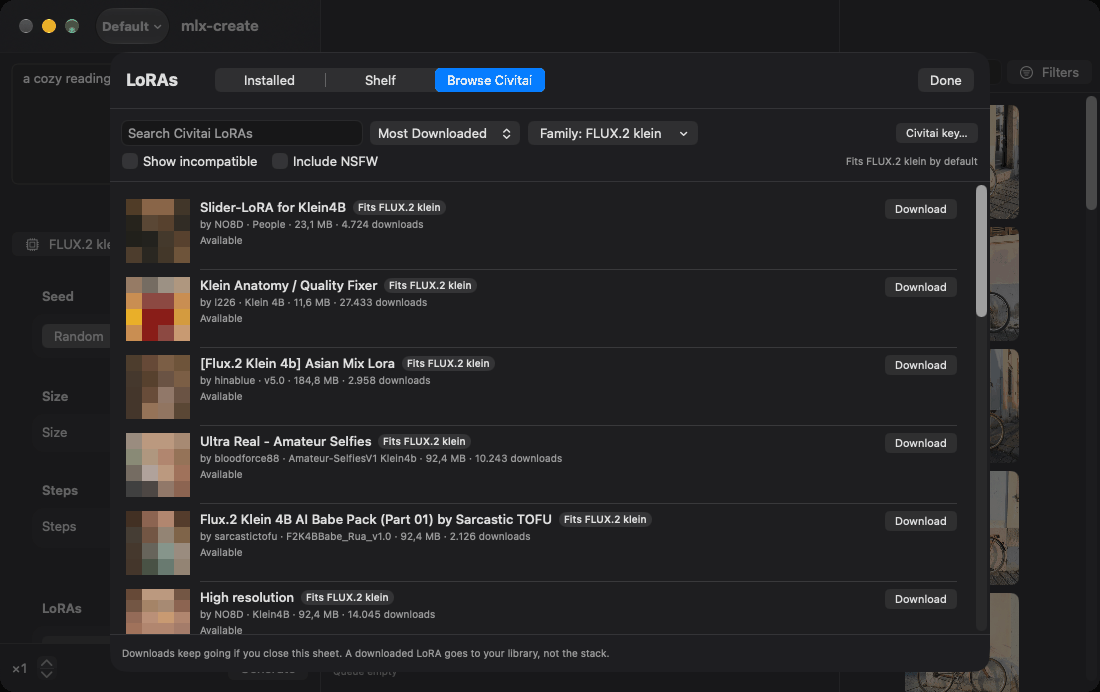 Default
mlx-create
a cozy reading
LoRAs
Installed
Shelf
Browse Civitai
Done
Filters
Search Civitai LoRAs
Most Downloaded
Family: FLUX.2 klein
Civitai key...
Show incompatible
Include NSFW
Fits FLUX.2 klein by default
Slider-LoRA for Klein4B Fits FLUX.2 klein
by NO8D · People · 23,1 MB · 4.724 downloads
Available
Download
Klein Anatomy / Quality Fixer Fits FLUX.2 klein
by l226 · Klein 4B · 11,6 MB · 27.433 downloads
Available
Download
[Flux.2 Klein 4b] Asian Mix Lora Fits FLUX.2 klein
by hinablue · v5.0 · 184,8 MB · 2.958 downloads
Available
Download
Ultra Real - Amateur Selfies Fits FLUX.2 klein
by bloodforce88 · Amateur-SelfiesV1 Klein4b · 92,4 MB · 10.243 downloads
Available
Download
Flux.2 Klein 4B AI Babe Pack (Part 01) by Sarcastic TOFU Fits FLUX.2 klein
by sarcastictofu · F2K4BBabe_Rua_v1.0 · 92,4 MB · 2.126 downloads
Available
Download
High resolution Fits FLUX.2 klein
by NO8D · Klein4B · 92,4 MB · 14.045 downloads
Available
Download
Downloads keep going if you close this sheet. A downloaded LoRA goes to your library, not the stack.
FLUX.2 kle
Seed
Random
Size
Size
Steps
Steps
LoRAs
×1
Generate
Queue empty